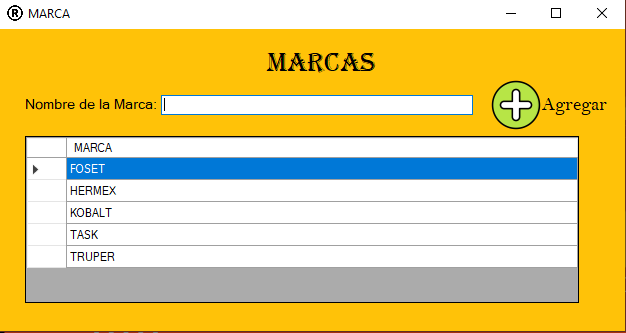 ® MARCA
MARCAS
Nombre de la Marca:
Agregar
MARCA
FOSET
HERMEX
KOBALT
TASK
TRUPER